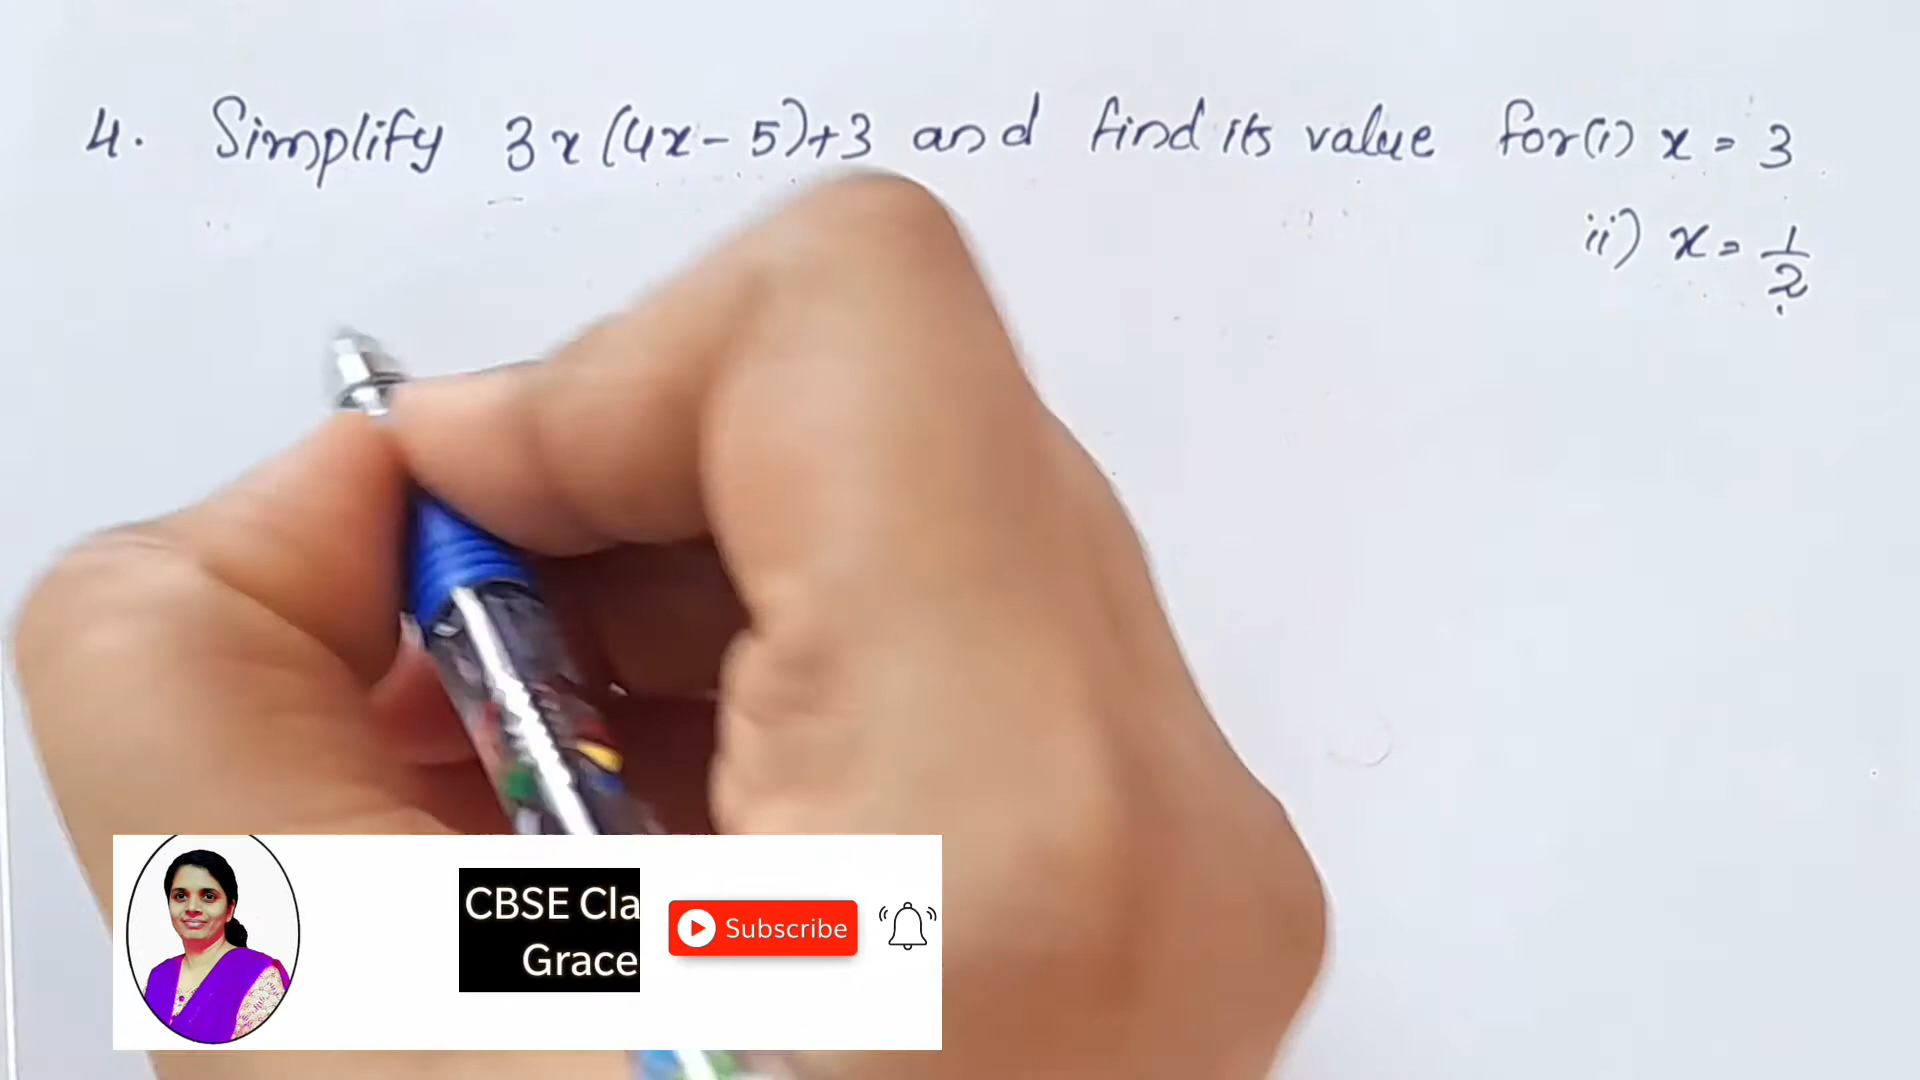 4. Simplify 3x(4x-5)+3 and find its value for (i) x = 3
ii) x = 1/2
CBSE Cla
Grace
Subscribe